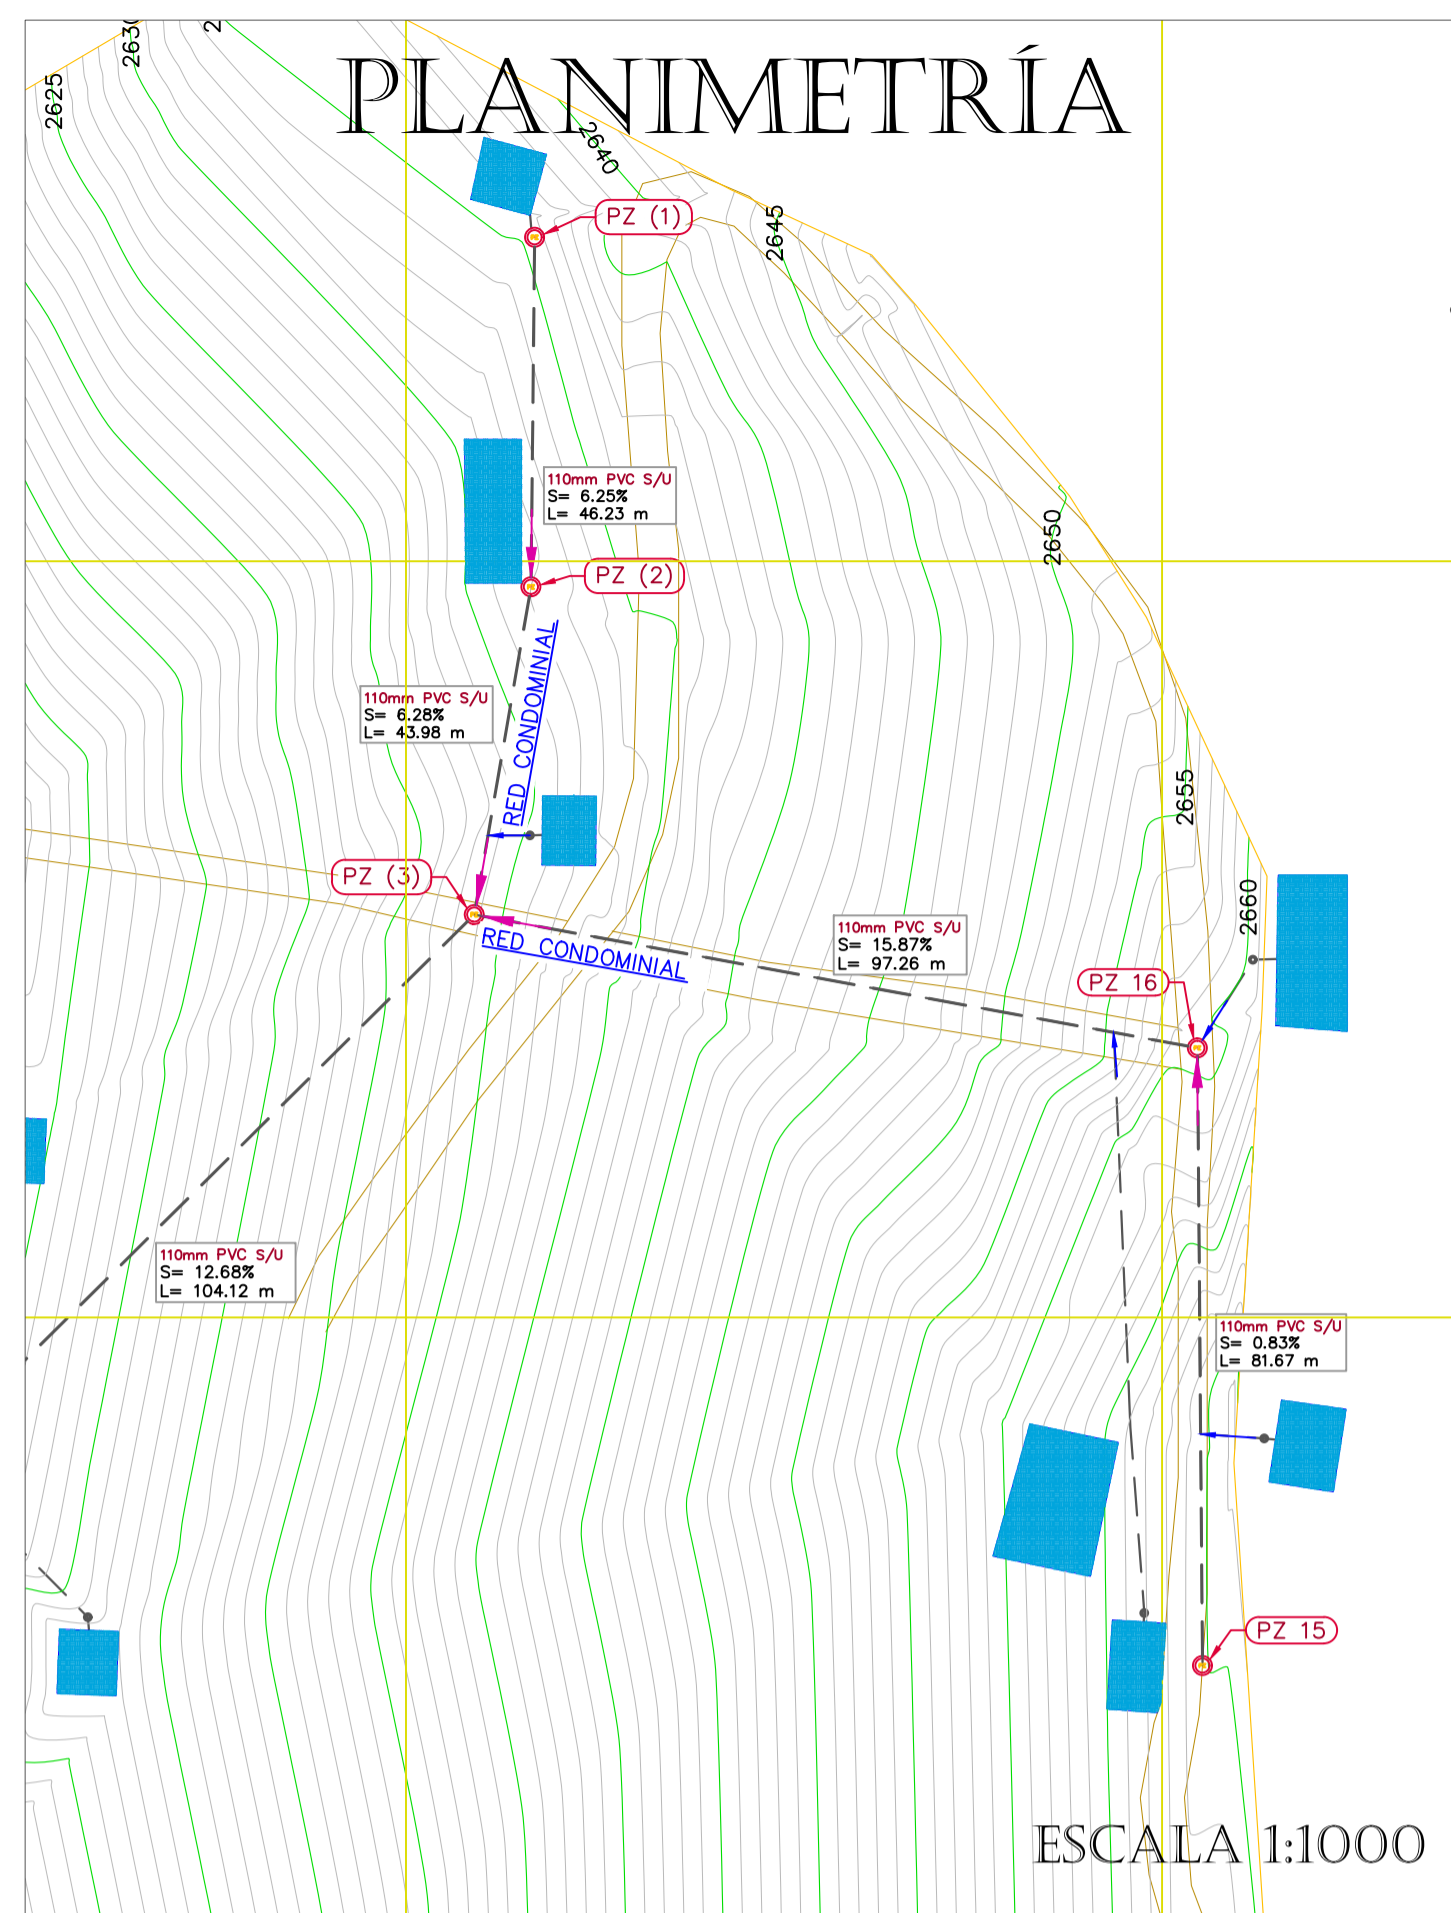 PLANIMETRÍA
2625
2630
2
2640
2645
PZ (1)
110mm PVC S/U
S= 6.25%
L= 46.23 m
2650
PZ (2)
RED CONDOMINIAL
110mm PVC S/U
S= 6.28%
L= 43.98 m
2655
PZ (3)
2660
RED CONDOMINIAL
110mm PVC S/U
S= 15.87%
L= 97.26 m
PZ 16
110mm PVC S/U
S= 12.68%
L= 104.12 m
110mm PVC S/U
S= 0.83%
L= 81.67 m
PZ 15
ESCALA 1:1000